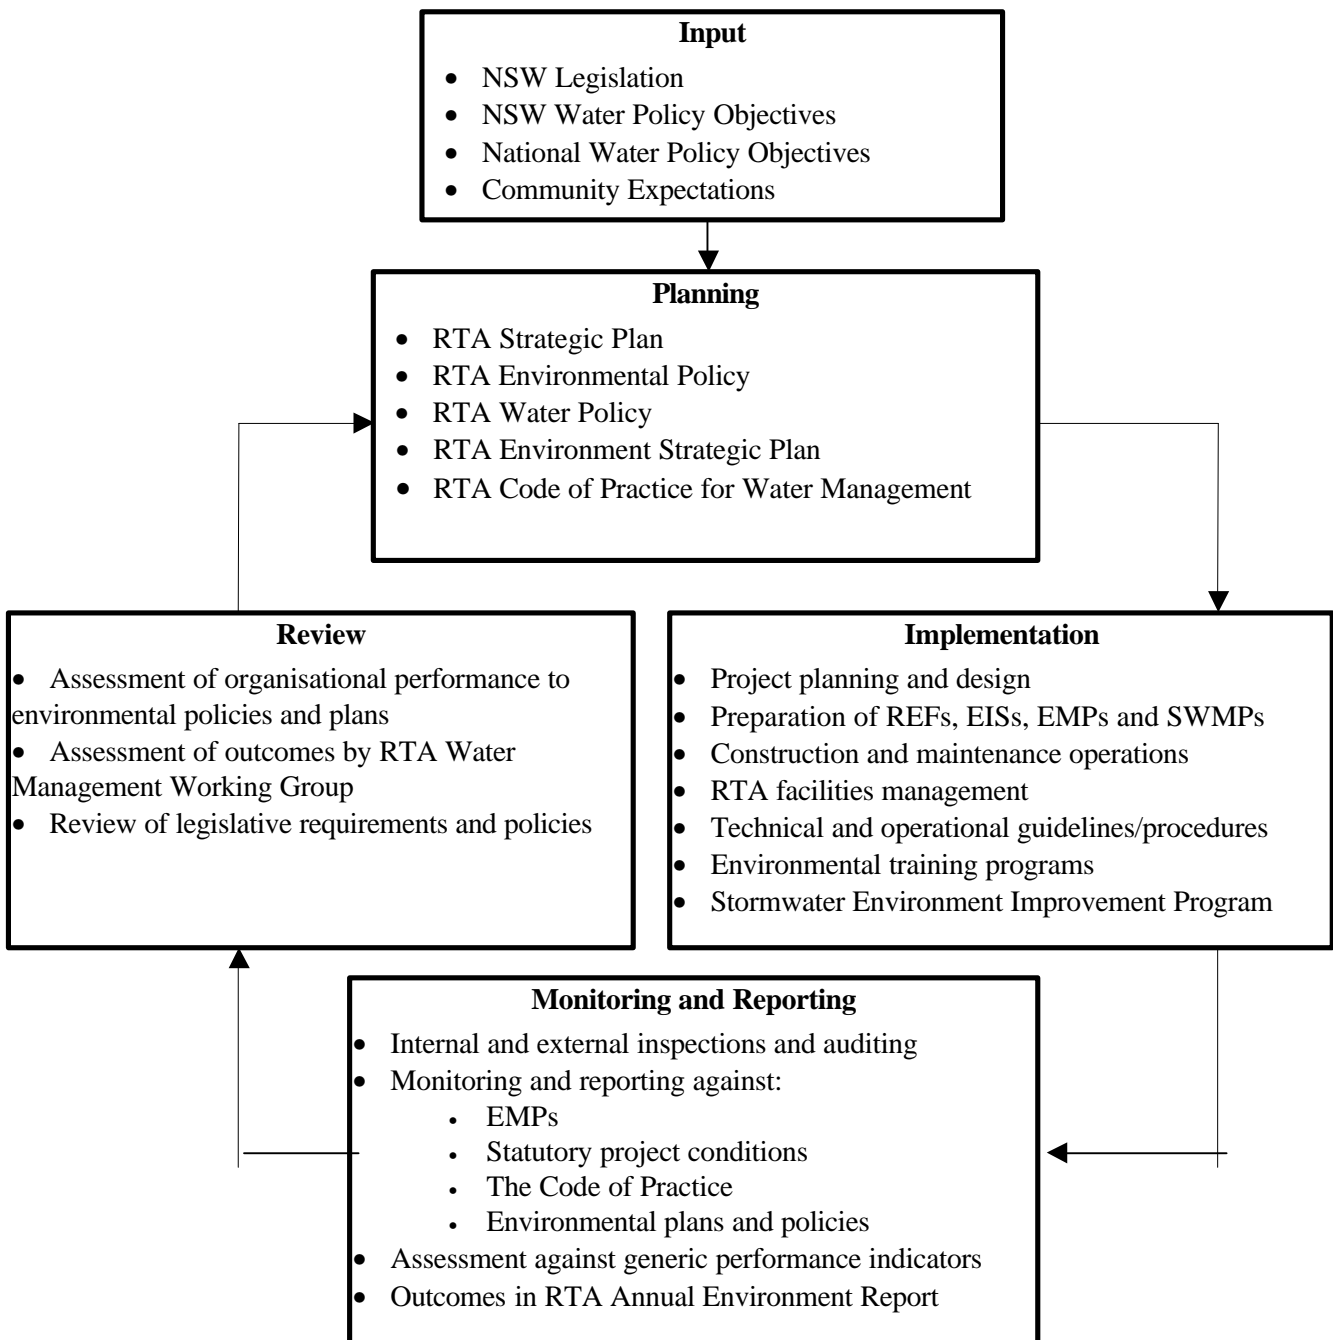 Input
• NSW Legislation
• NSW Water Policy Objectives
• National Water Policy Objectives
• Community Expectations
Planning
• RTA Strategic Plan
• RTA Environmental Policy
• RTA Water Policy
• RTA Environment Strategic Plan
• RTA Code of Practice for Water Management
Review
• Assessment of organisational performance to
environmental policies and plans
• Assessment of outcomes by RTA Water
Management Working Group
• Review of legislative requirements and policies
Implementation
• Project planning and design
• Preparation of REFs, EISs, EMPs and SWMPs
• Construction and maintenance operations
• RTA facilities management
• Technical and operational guidelines/procedures
• Environmental training programs
• Stormwater Environment Improvement Program
Monitoring and Reporting
• Internal and external inspections and auditing
• Monitoring and reporting against:
• EMPs
• Statutory project conditions
• The Code of Practice
• Environmental plans and policies
• Assessment against generic performance indicators
• Outcomes in RTA Annual Environment Report